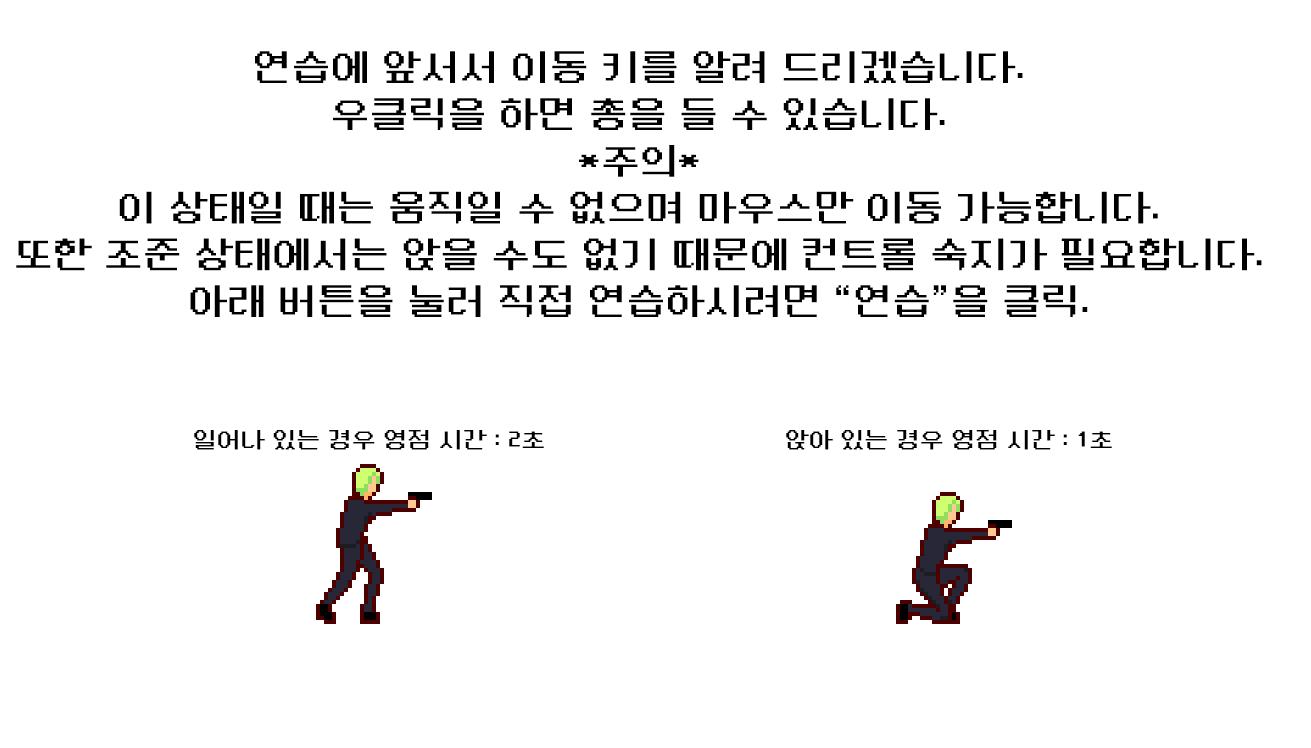 연습에 앞서서 이동 키를 알려 드리겠습니다.
우클릭을 하면 총을 들 수 있습니다.
*주의*
이 상태일 때는 움직일 수 없으며 마우스만 이동 가능합니다.
또한 조준 상태에서는 앉을 수도 없기 때문에 컨트롤 숙지가 필요합니다.
아래 버튼을 눌러 직접 연습하시려면 “연습”을 클릭.
일어나 있는 경우 영점 시간 : 2초
앉아 있는 경우 영점 시간 : 1초